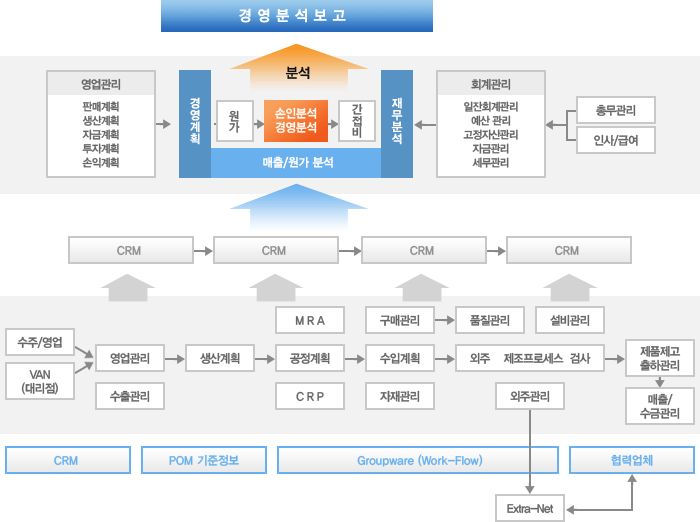 경영분석보고
분석
영업관리
판매계획
생산계획
자금계획
투자계획
손익계획
경영계획
원가
손인분석
경영분석
간접비
재무분석
매출/원가 분석
회계관리
일잔회계관리
예산 관리
고정자산관리
자금관리
세무관리
총무관리
인사/급여
CRM
CRM
CRM
CRM
MRA
구매관리
품질관리
설비관리
수주/영업
VAN
(대리점)
영업관리
생산계획
공정계획
수입계획
외주 제조프로세스 검사
제품제고
출하관리
수출관리
CRP
자재관리
외주관리
매출/
수금관리
CRM
POM 기준정보
Groupware (Work-Flow)
협력업체
Extra-Net